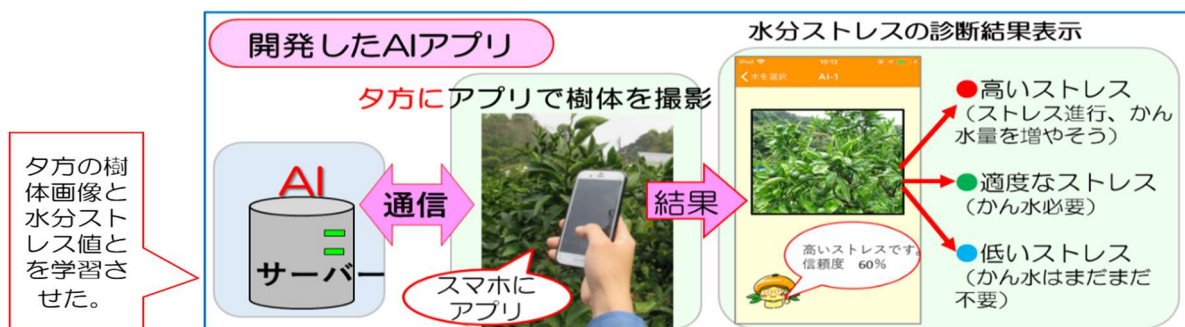 開発したAIアプリ
水分ストレスの診断結果表示
夕方にアプリで樹体を撮影
夕方の樹
体画像と
水分スト
レス値と
を学習さ
せた。
AI
サーバー
通信
スマホに
アプリ
結果
iPod
10:12
木を選択
AI-1
高いストレスです。
信頼度 60%
●高いストレス
(ストレス進行、かん
水量を増やそう)
●適度なストレス
(かん水必要)
●低いストレス
(かん水はまだまだ
不要)